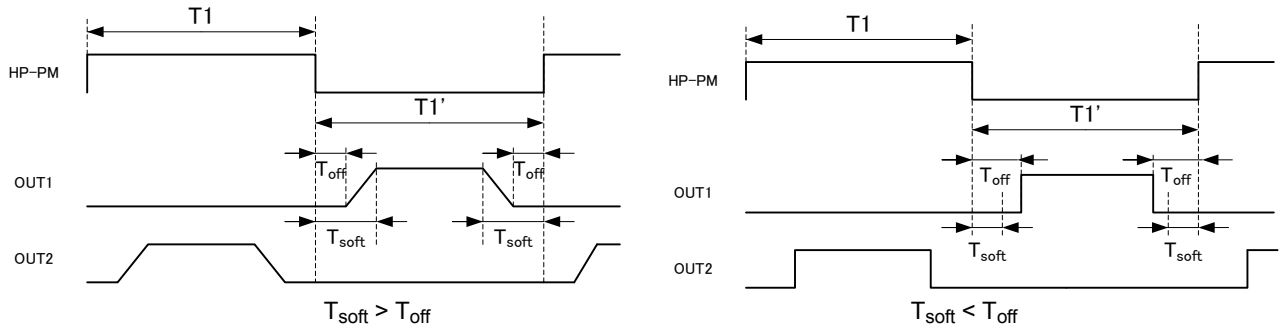 T1
HP-PM
T1'
Toff
Toff
OUT1
Tsoft
Tsoft
OUT2
Tsoft > Toff
T1
HP-PM
T1'
Toff
Toff
OUT1
Tsoft
Tsoft
OUT2
Tsoft < Toff